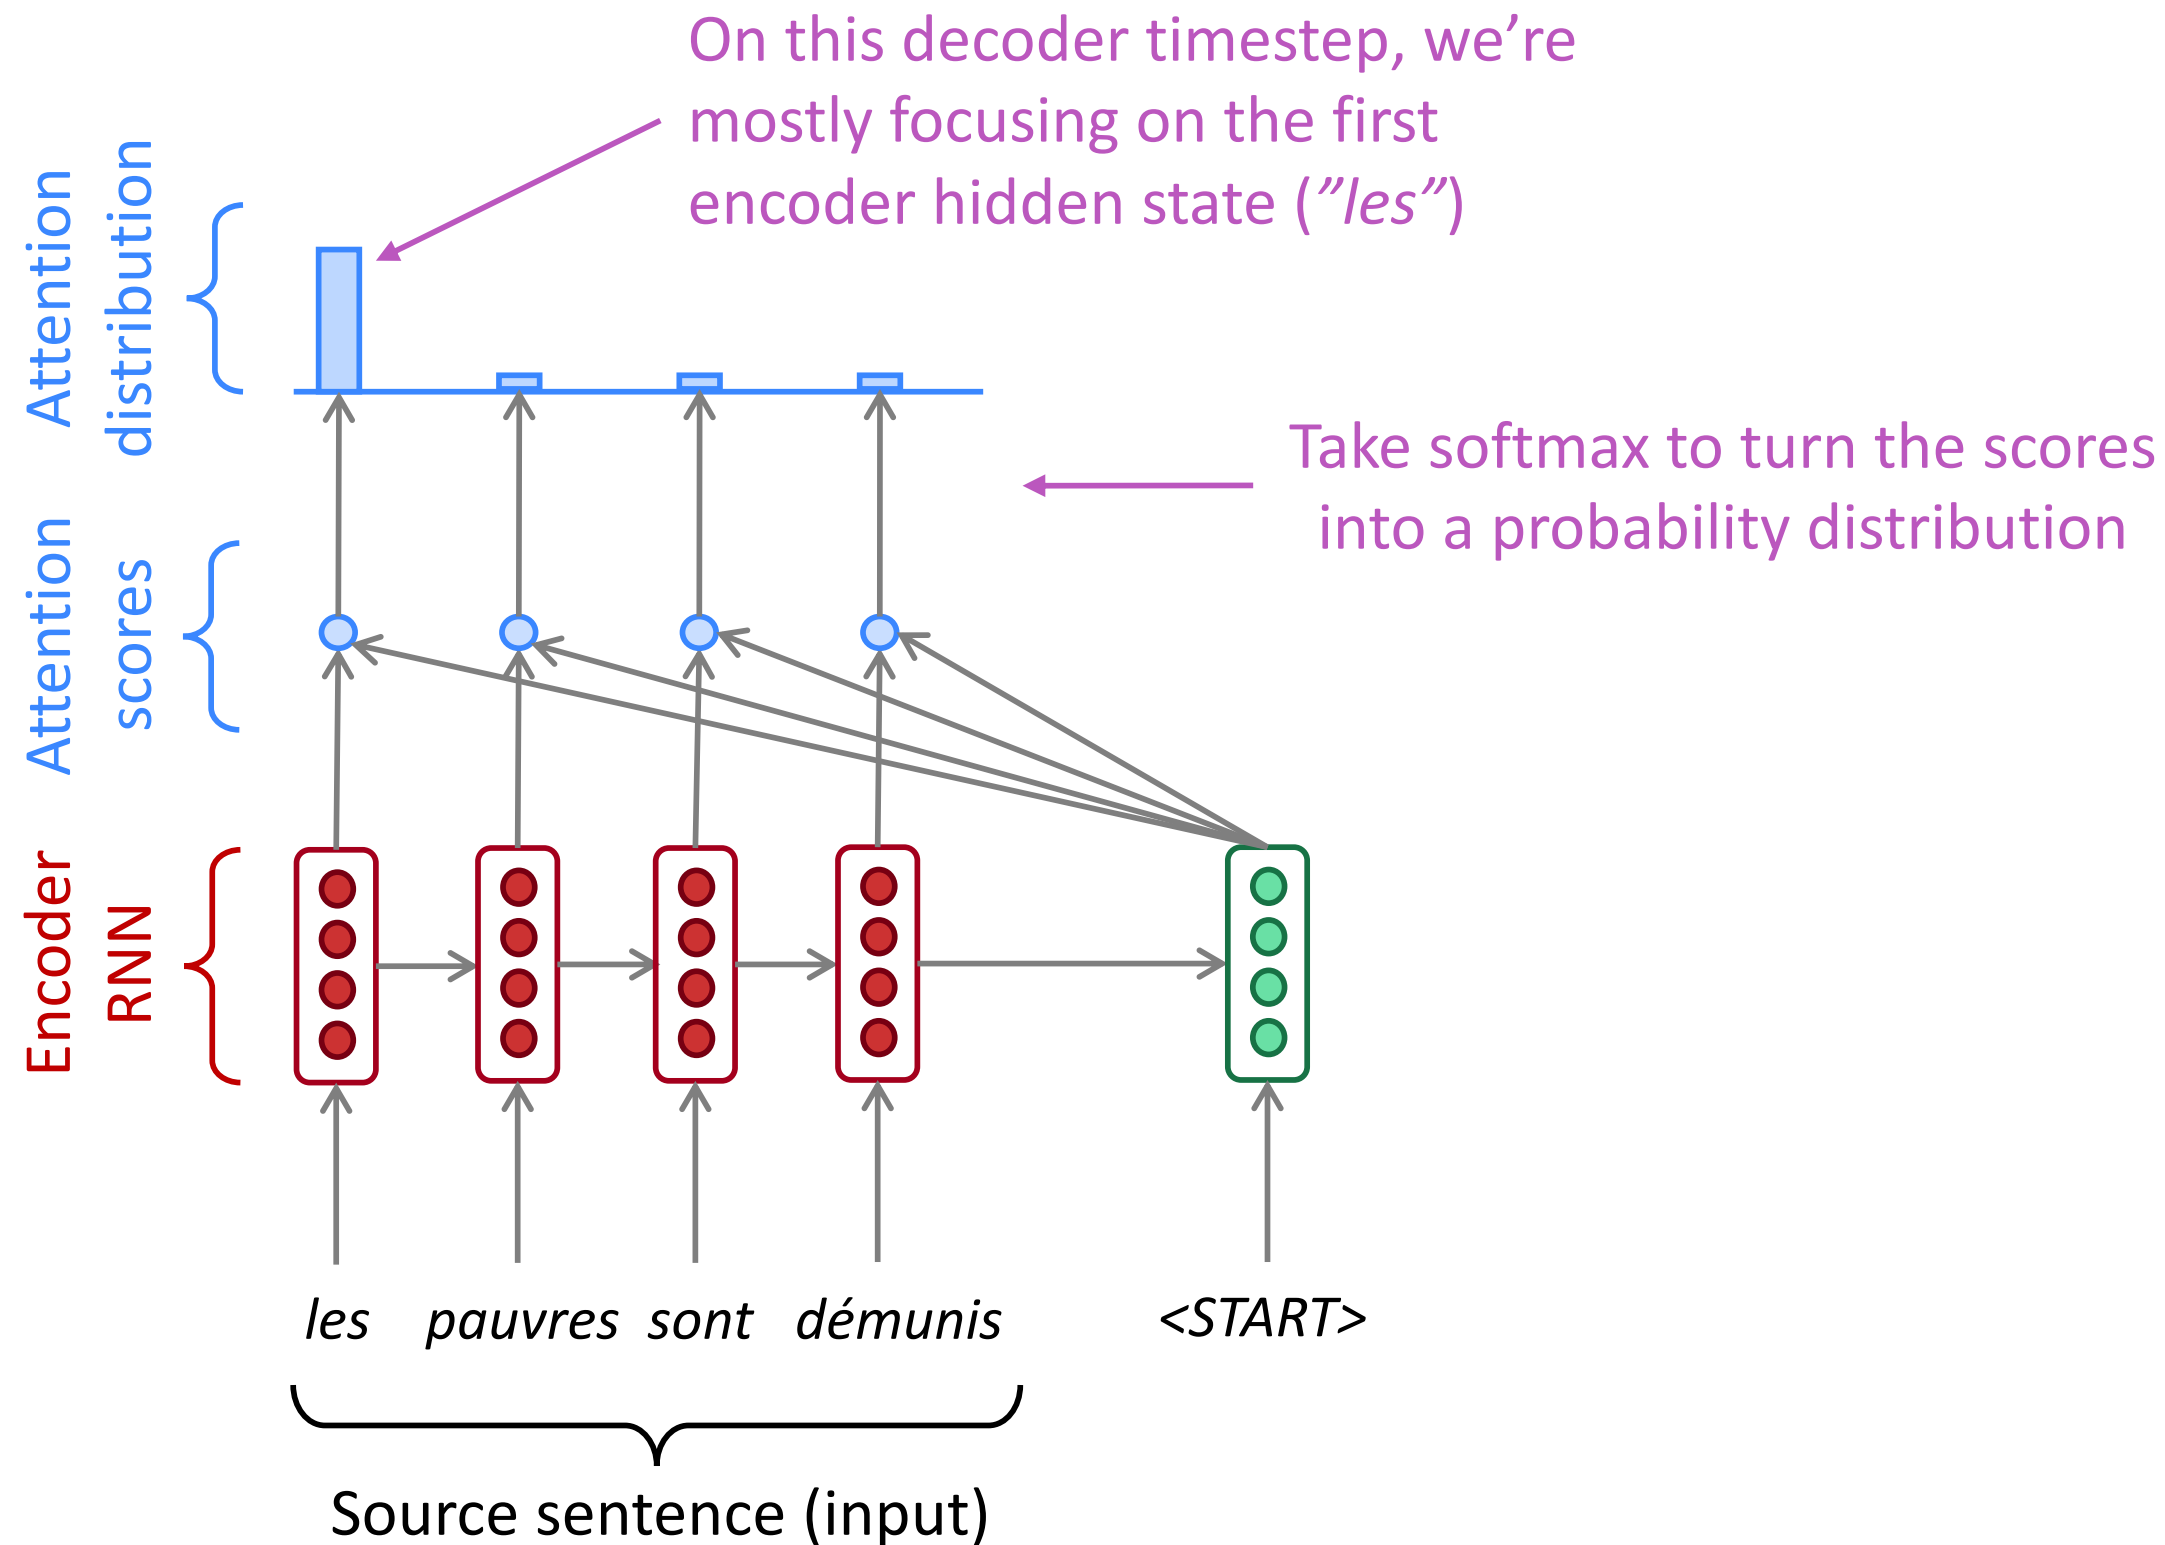 On this decoder timestep, we’re
mostly focusing on the first
encoder hidden state (”les”)
Attention
distribution
Take softmax to turn the scores
into a probability distribution
Attention
scores
Encoder
RNN
les pauvres sont démunis <START>
Source sentence (input)